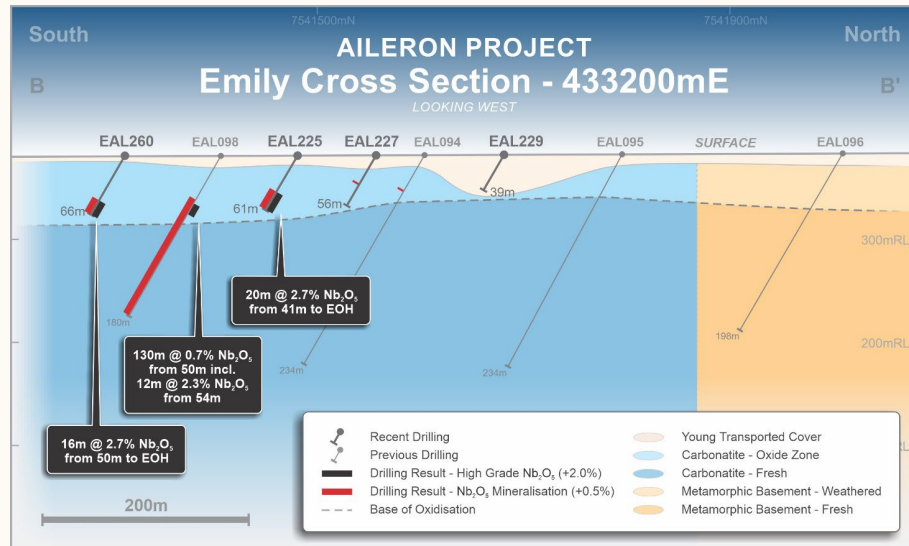 7541500mN
7541900mN
South
North
AILERON PROJECT
Emily Cross Section - 433200mE
LOOKING WEST
B
B'
EAL260
EAL098
EAL225
EAL227
EAL094
EAL229
EAL095
SURFACE
EAL096
66m
61m
56m
39m
300mRL
20m @ 2.7% Nb₂O₅
from 41m to EOH
180m
198m
200mRL
130m @ 0.7% Nb₂O₅
from 50m incl.
12m @ 2.3% Nb₂O₅
from 54m
234m
234m
16m @ 2.7% Nb₂O₅
from 50m to EOH
200m
Recent Drilling
Previous Drilling
Drilling Result - High Grade Nb₂O₅ (+2.0%)
Drilling Result - Nb₂O₅ Mineralisation (+0.5%)
Base of Oxidisation
Young Transported Cover
Carbonatite - Oxide Zone
Carbonatite - Fresh
Metamorphic Basement - Weathered
Metamorphic Basement - Fresh